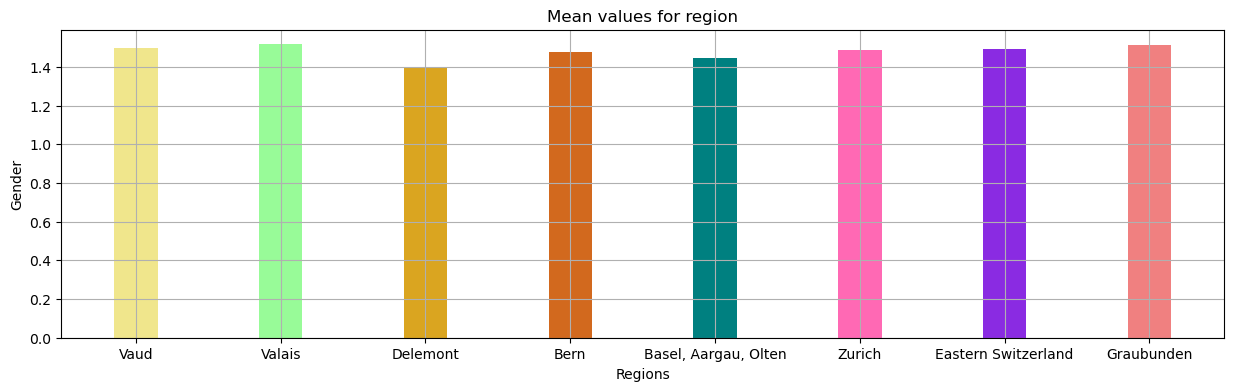 Mean values for region
Gender
1.4
1.2
1.0
0.8
0.6
0.4
0.2
0.0
Vaud Valais Delemont Bern Basel, Aargau, Olten Zurich Eastern Switzerland Graubunden
Regions